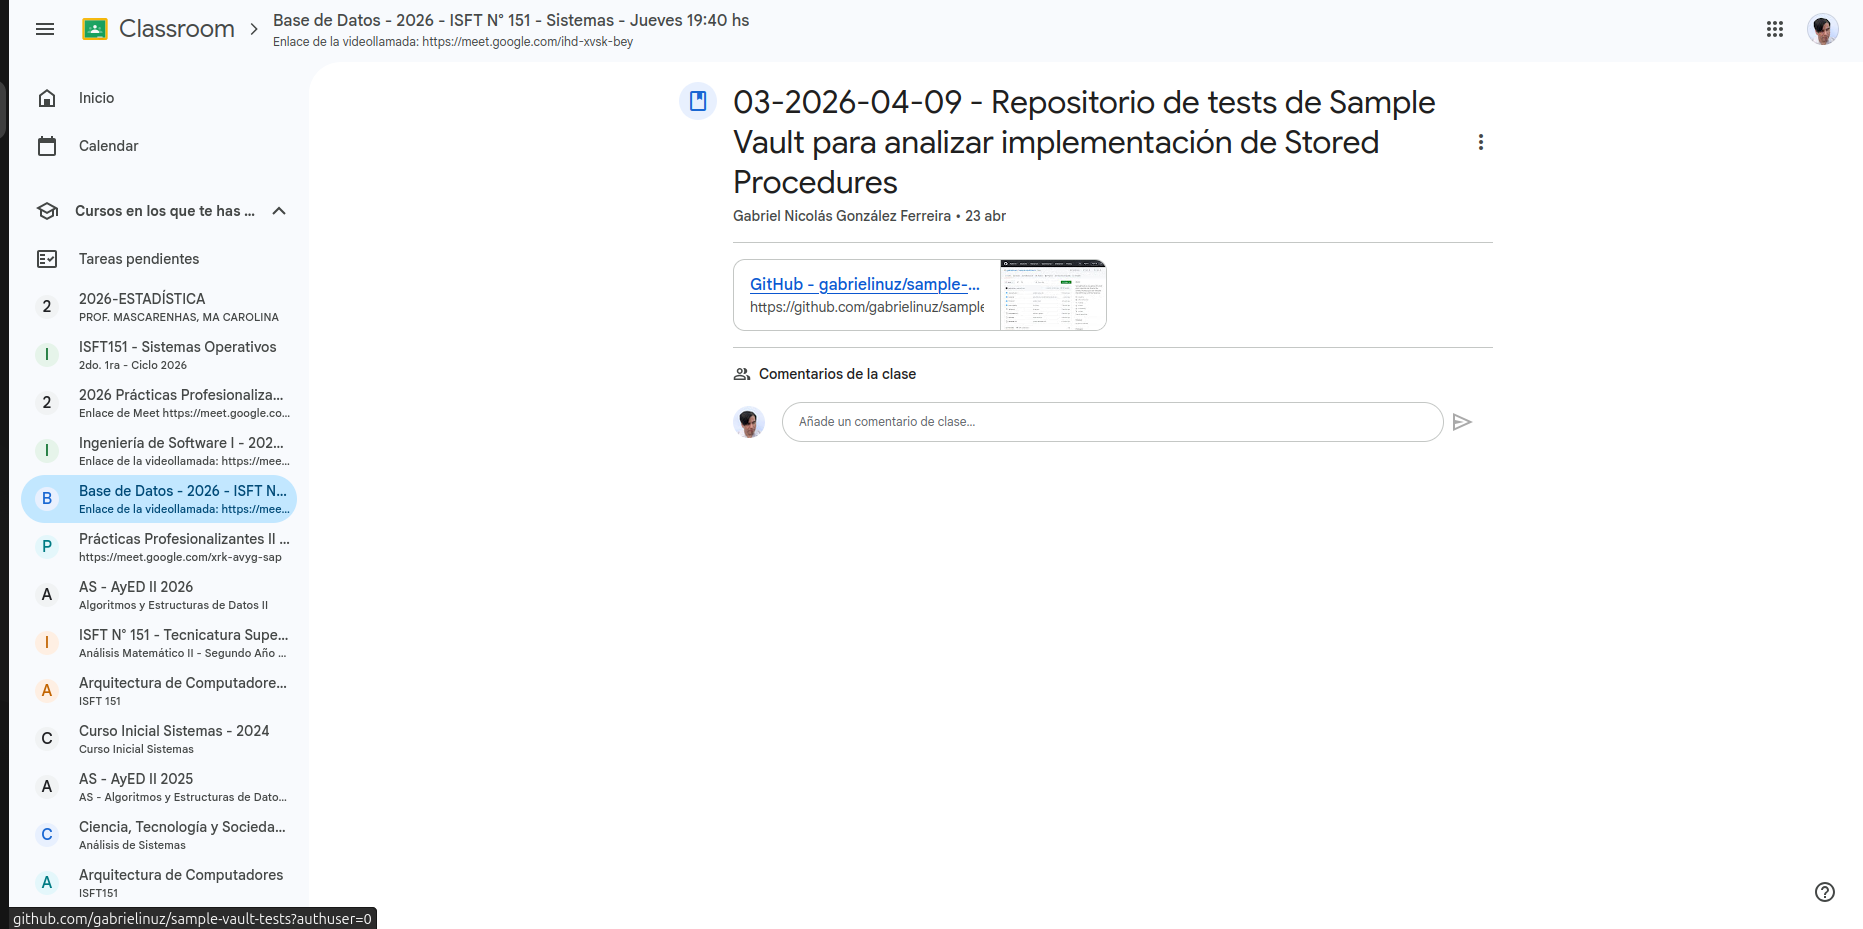 Classroom
Base de Datos - 2026 - ISFT N° 151 - Sistemas - Jueves 19:40 hs
Enlace de la videollamada: https://meet.google.com/ihd-xvsk-bey
Inicio
Calendar
Cursos en los que te has ...
Tareas pendientes
2
2026-ESTADÍSTICA
PROF. MASCARENHAS, MA CAROLINA
I
ISFT151 - Sistemas Operativos
2do. 1ra - Ciclo 2026
2
2026 Prácticas Profesionaliza...
Enlace de Meet https://meet.google.co...
I
Ingeniería de Software I - 202...
Enlace de la videollamada: https://mee...
B
Base de Datos - 2026 - ISFT N...
Enlace de la videollamada: https://mee...
P
Prácticas Profesionalizantes II ...
https://meet.google.com/xrk-avyg-sap
A
AS - AyED II 2026
Algoritmos y Estructuras de Datos II
I
ISFT N° 151 - Tecnicatura Supe...
Análisis Matemático II - Segundo Año ...
A
Arquitectura de Computadore...
ISFT 151
C
Curso Inicial Sistemas - 2024
Curso Inicial Sistemas
A
AS - AyED II 2025
AS - Algoritmos y Estructuras de Dato...
C
Ciencia, Tecnología y Socieda...
Análisis de Sistemas
A
Arquitectura de Computadores
ISFT151
github.com/gabrielinuz/sample-vault-tests?authuser=0
03-2026-04-09 - Repositorio de tests de Sample
Vault para analizar implementación de Stored
Procedures
Gabriel Nicolás González Ferreira • 23 abr
GitHub - gabrielinuz/sample-...
https://github.com/gabrielinuz/sample
Comentarios de la clase
Añade un comentario de clase...